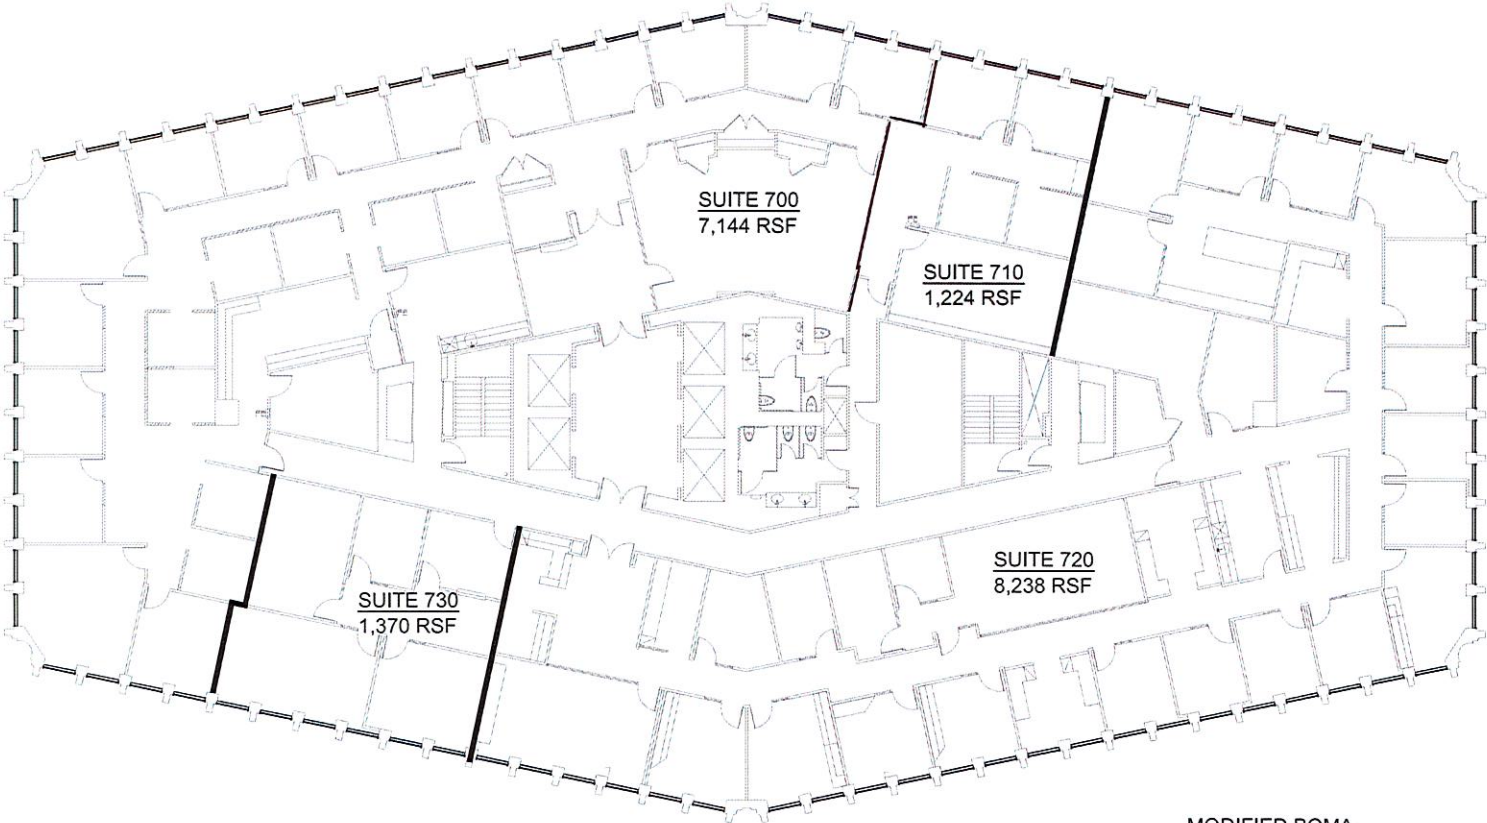 SUITE 700
7,144 RSF
SUITE 710
1,224 RSF
SUITE 720
8,238 RSF
SUITE 730
1,370 RSF
MODIFIED BOMA